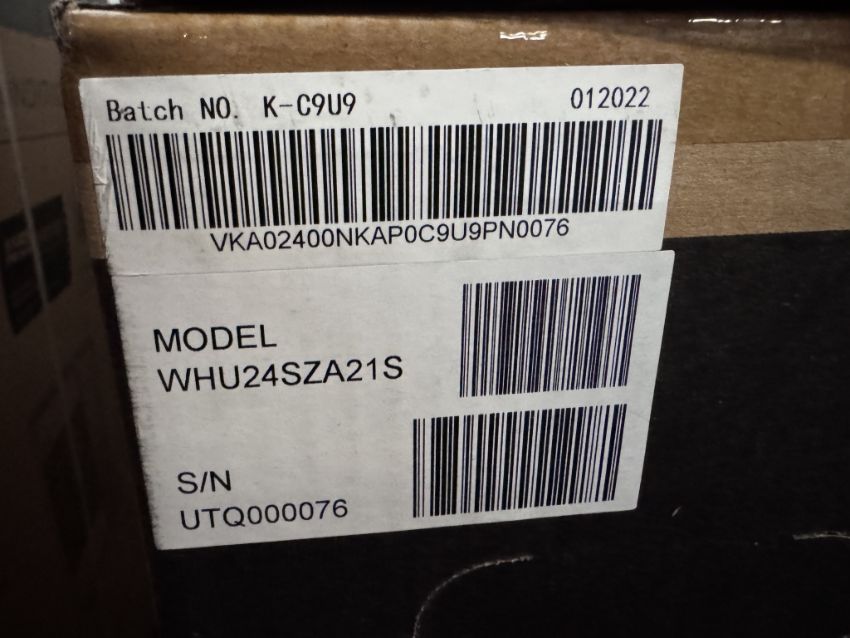 Batch NO. K-C9U9 012022
VKA02400NKAP0C9U9PN0076
MODEL
WHU24SZA21S
S/N
UTQ000076